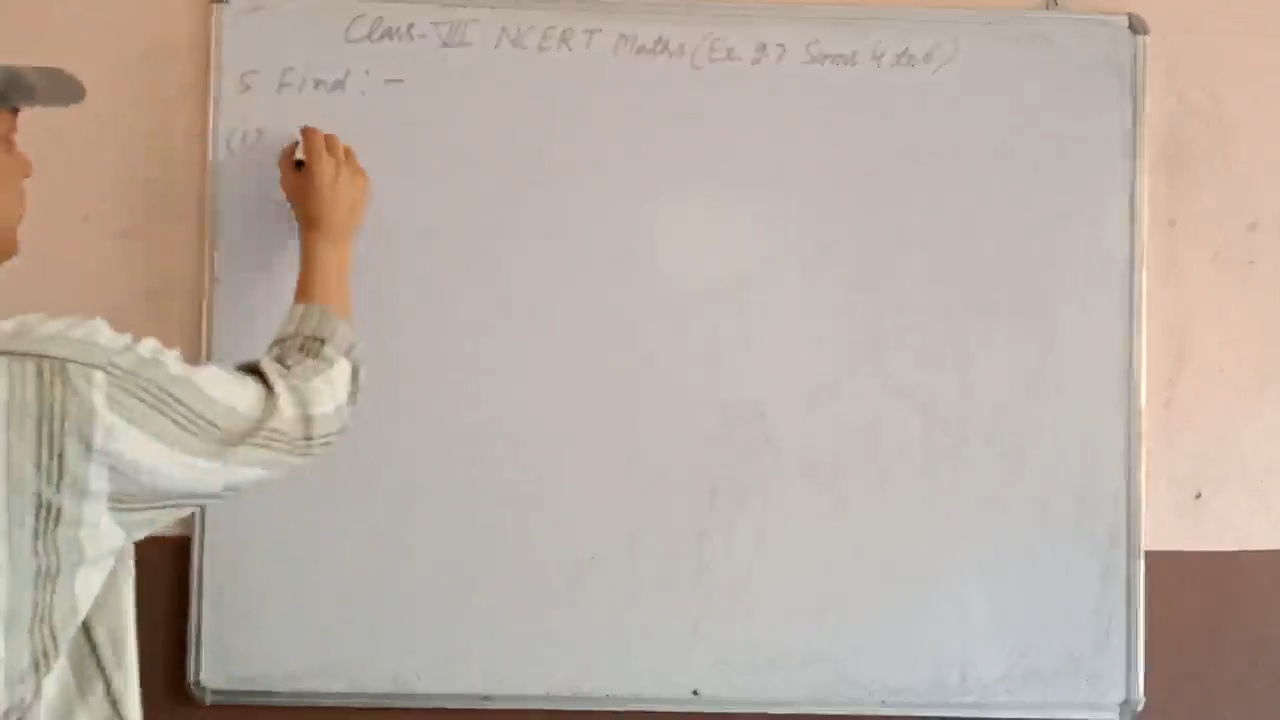 Class-VII NCERT Maths (Ex 2.7 Sums 4 to 6)
5 Find:-
(i)